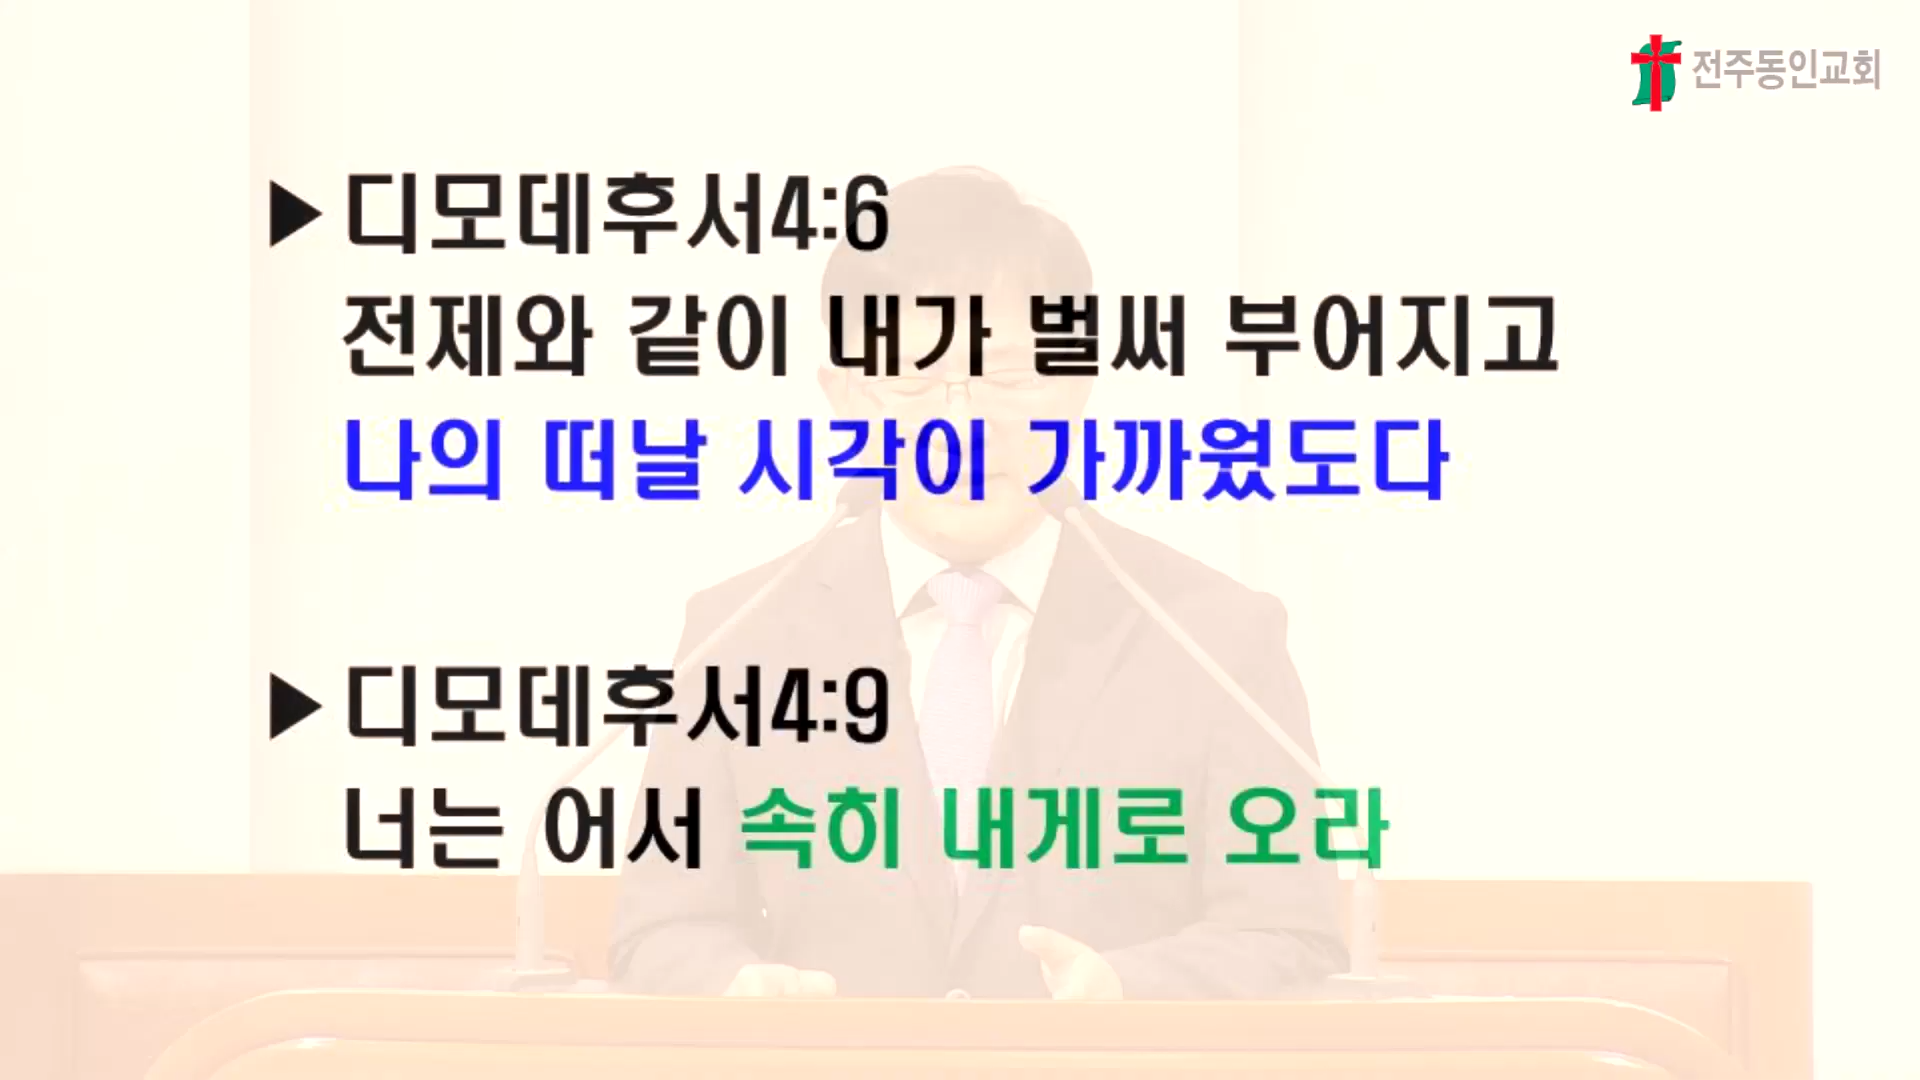 전주동인교회
▶디모데후서4:6
전제와 같이 내가 벌써 부어지고
나의 떠날 시각이 가까웠도다
▶디모데후서4:9
너는 어서 속히 내게로 오라